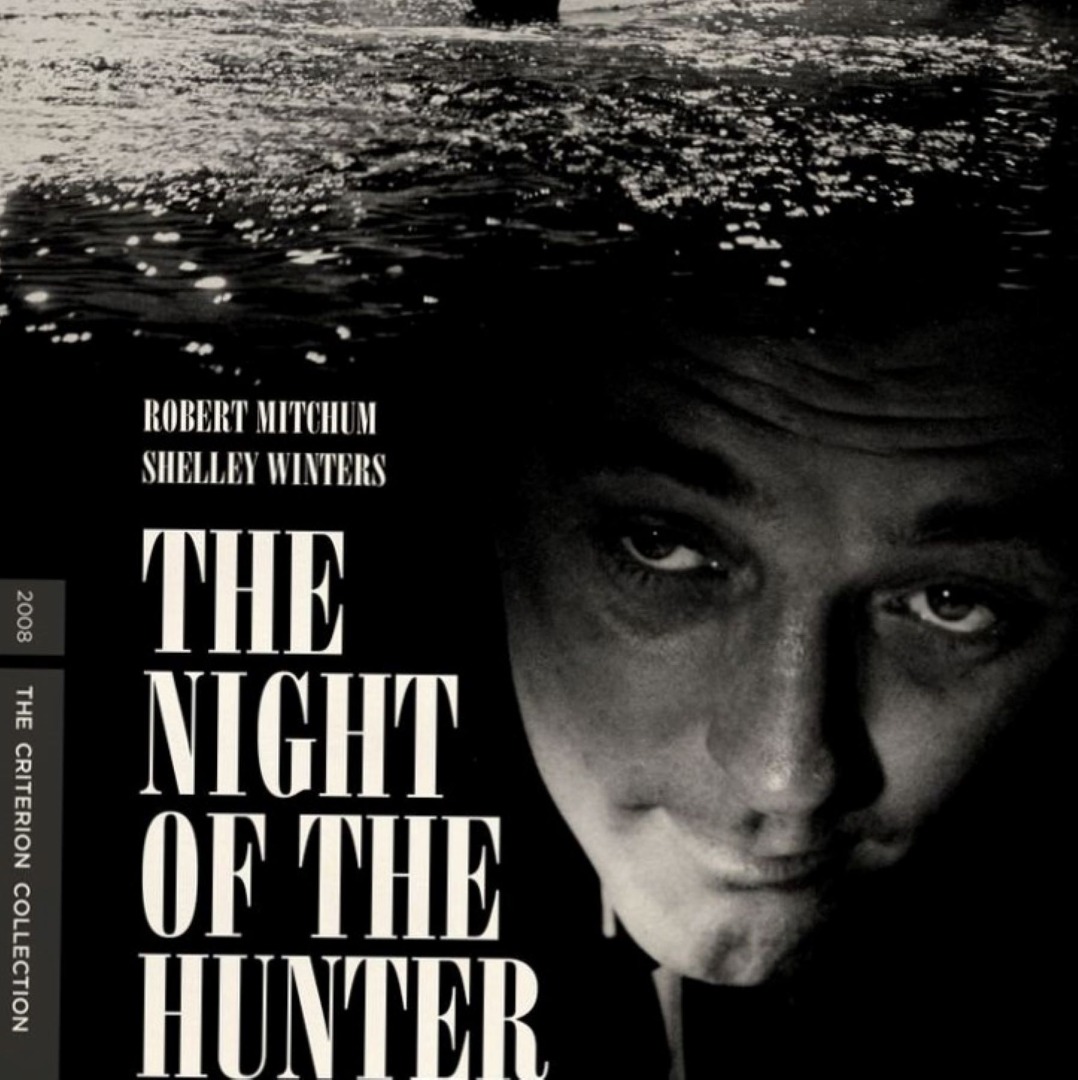 ROBERT MITCHUM
SHELLEY WINTERS
THE
NIGHT
OF THE
HUNTER
2008
THE CRITERION COLLECTION